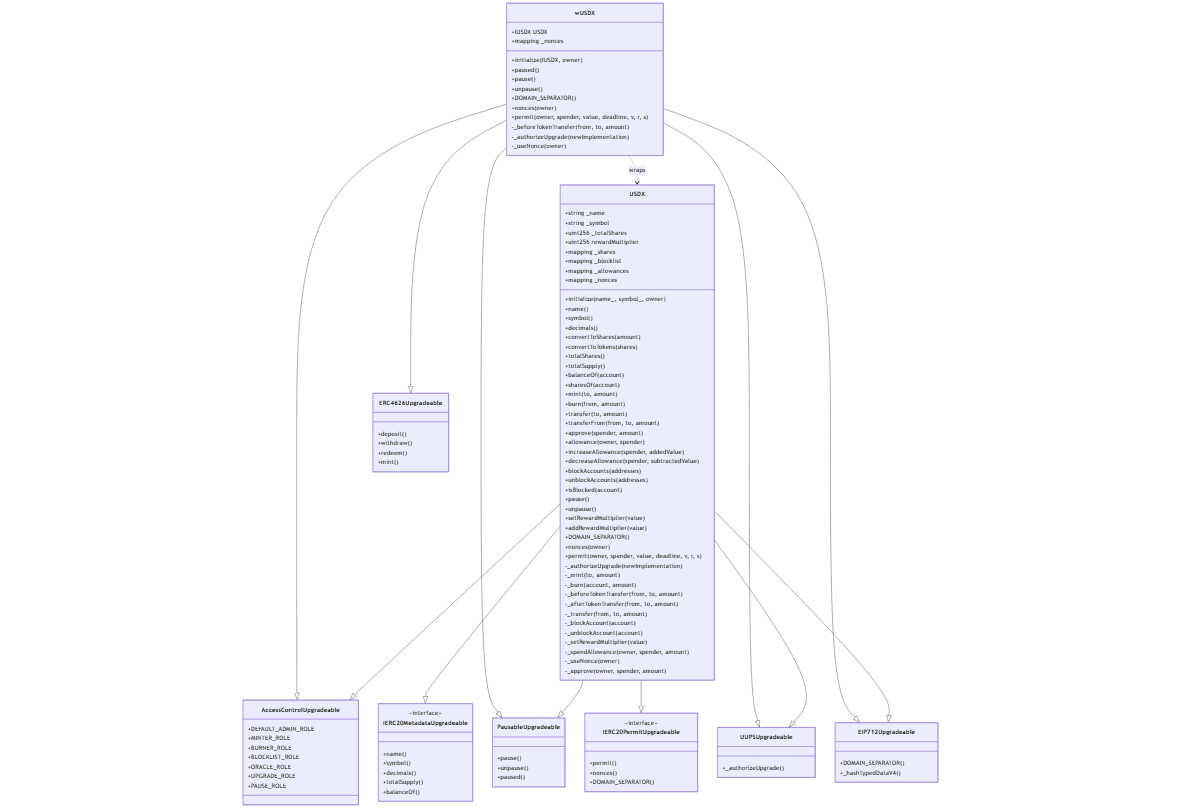 wUSDX
+IUSDX USDX
+mapping _nonces
+initialize(IUSDX, owner)
+paused()
+pause()
+unpause()
+DOMAIN_SEPARATOR()
+nonces(owner)
+permit(owner, spender, value, deadline, v, r, s)
-_beforeTokenTransfer(from, to, amount)
-_authorizeUpgrade(newImplementation)
-_useNonce(owner)
wraps
USDX
+string _name
+string _symbol
+uint256 _totalShares
+uint256 rewardMultiplier
+mapping _shares
+mapping _blocklist
+mapping _allowances
+mapping _nonces
+initialize(name_, symbol_, owner)
+name()
+symbol()
+decimals()
+convertToShares(amount)
+convertToTokens(shares)
+totalShares()
+totalSupply()
+balanceOf(account)
+sharesOf(account)
+mint(to, amount)
+burn(from, amount)
+transfer(to, amount)
+transferFrom(from, to, amount)
+approve(spender, amount)
+allowance(owner, spender)
+increaseAllowance(spender, addedValue)
+decreaseAllowance(spender, subtractedValue)
+blockAccounts(addresses)
+unblockAccounts(addresses)
+isBlocked(account)
+pause()
+unpause()
+setRewardMultiplier(value)
+addRewardMultiplier(value)
+DOMAIN_SEPARATOR()
+nonces(owner)
+permit(owner, spender, value, deadline, v, r, s)
-_authorizeUpgrade(newImplementation)
-_mint(to, amount)
-_burn(account, amount)
-_beforeTokenTransfer(from, to, amount)
-_afterTokenTransfer(from, to, amount)
-_transfer(from, to, amount)
-_blockAccount(account)
-_unblockAccount(account)
-_setRewardMultiplier(value)
-_spendAllowance(owner, spender, amount)
-_useNonce(owner)
-_approve(owner, spender, amount)
ERC4626Upgradeable
+deposit()
+withdraw()
+redeem()
+mint()
AccessControlUpgradeable
+DEFAULT_ADMIN_ROLE
+MINTER_ROLE
+BURNER_ROLE
+BLOCKLIST_ROLE
+ORACLE_ROLE
+UPGRADE_ROLE
+PAUSE_ROLE
«interface»
IERC20MetadataUpgradeable
+name()
+symbol()
+decimals()
+totalSupply()
+balanceOf()
PausableUpgradeable
+pause()
+unpause()
+paused()
«interface»
IERC20PermitUpgradeable
+permit()
+nonces()
+DOMAIN_SEPARATOR()
UUPSUpgradeable
+_authorizeUpgrade()
EIP712Upgradeable
+DOMAIN_SEPARATOR()
+_hashTypedDataV4()